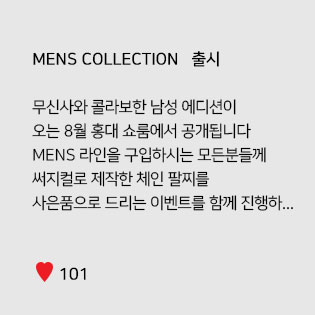 MENS COLLECTION 출시
무신사와 콜라보한 남성 에디션이
오는 8월 홍대 쇼룸에서 공개됩니다
MENS 라인을 구입하시는 모든분들께
써지컬로 제작한 체인 팔찌를
사은품으로 드리는 이벤트를 함께 진행하...
101